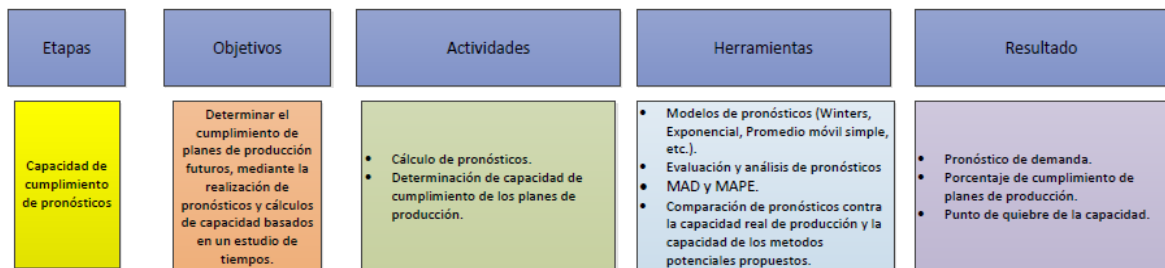 Etapas
Objetivos
Actividades
Herramientas
Resultado
Capacidad de
cumplimiento
de pronósticos
Determinar el
cumplimiento de
planes de producción
futuros, mediante la
realización de
pronósticos y cálculos
de capacidad basados
en un estudio de
tiempos.
• Cálculo de pronósticos.
• Determinación de capacidad de
cumplimiento de los planes de
producción.
• Modelos de pronósticos (Winters,
Exponencial, Promedio móvil simple,
etc.).
• Evaluación y análisis de pronósticos
• MAD y MAPE.
• Comparación de pronósticos contra
la capacidad real de producción y la
capacidad de los metodos
potenciales propuestos.
• Pronóstico de demanda.
• Porcentaje de cumplimiento de
planes de producción.
• Punto de quiebre de la capacidad.